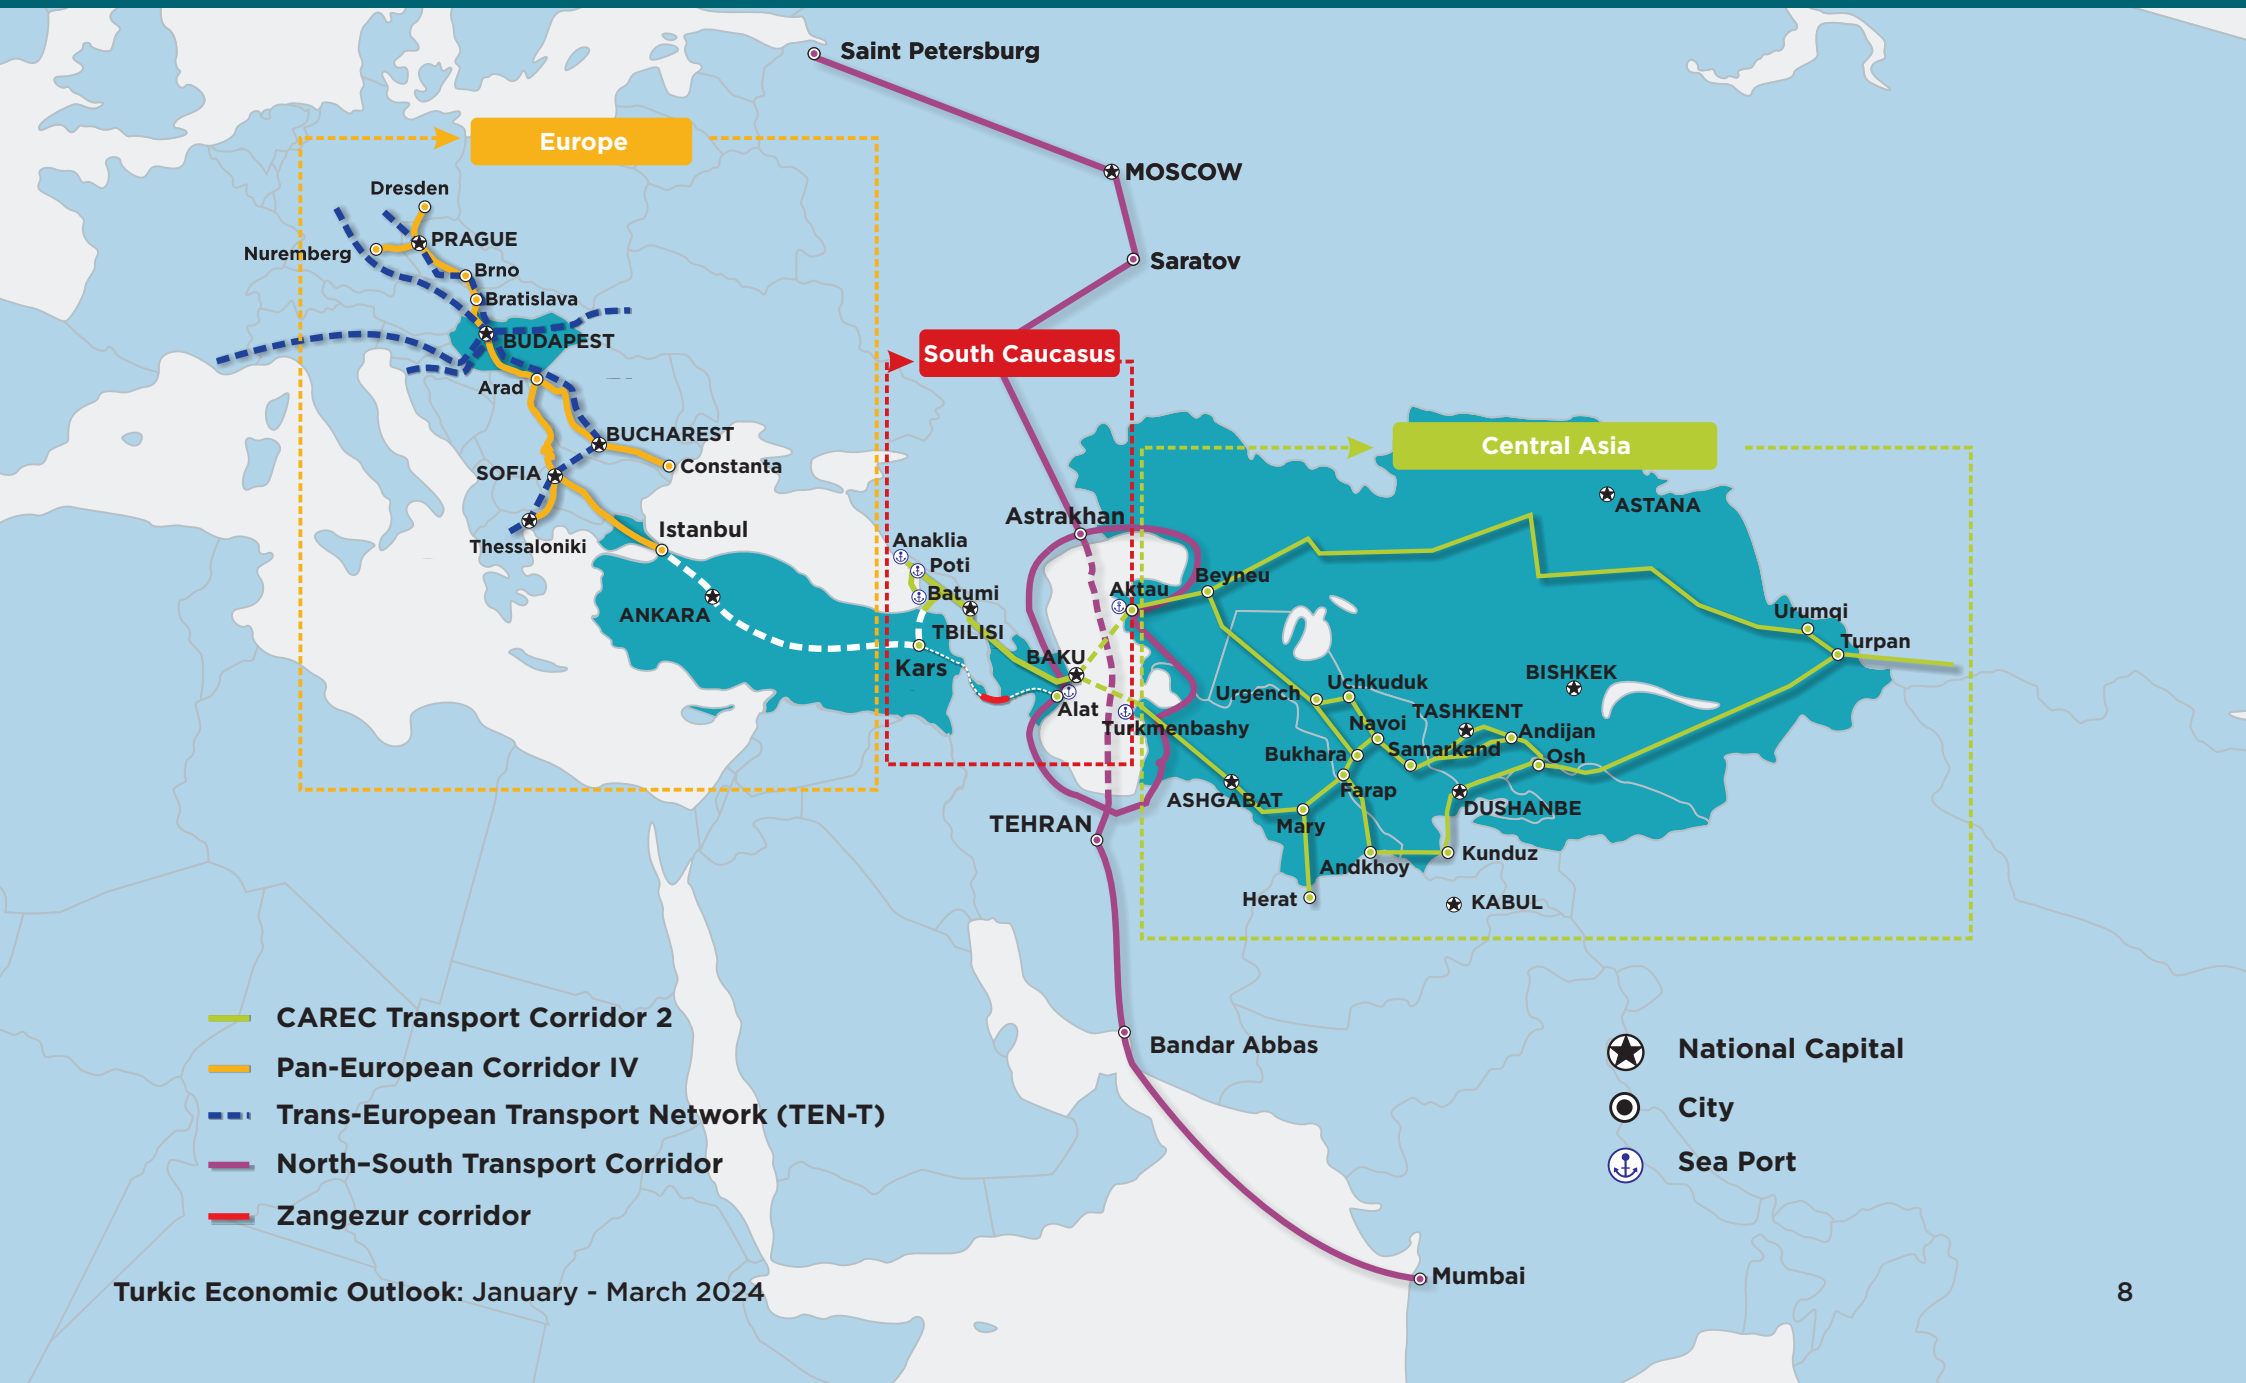 Saint Petersburg
MOSCOW
Saratov
Europe
Dresden
PRAGUE
Nuremberg
Brno
Bratislava
BUDAPEST
Arad
BUCHAREST
Constanta
SOFIA
Thessaloniki
Istanbul
ANKARA
South Caucasus
Astrakhan
Anaklia
Poti
Batumi
TBILISI
Kars
BAKU
Alat
Aktau
Turkmenbashy
TEHRAN
Central Asia
ASTANA
Beyneu
Urumqi
Turpan
BISHKEK
Urgench
Uchkuduk
TASHKENT
Navoi
Andijan
Bukhara
Samarkand
Osh
ASHGABAT
Farap
DUSHANBE
Mary
Andkhoy
Kunduz
Herat
KABUL
Bandar Abbas
Mumbai
CAREC Transport Corridor 2
Pan-European Corridor IV
Trans-European Transport Network (TEN-T)
North–South Transport Corridor
Zangezur corridor
National Capital
City
Sea Port
Turkic Economic Outlook: January - March 2024
8